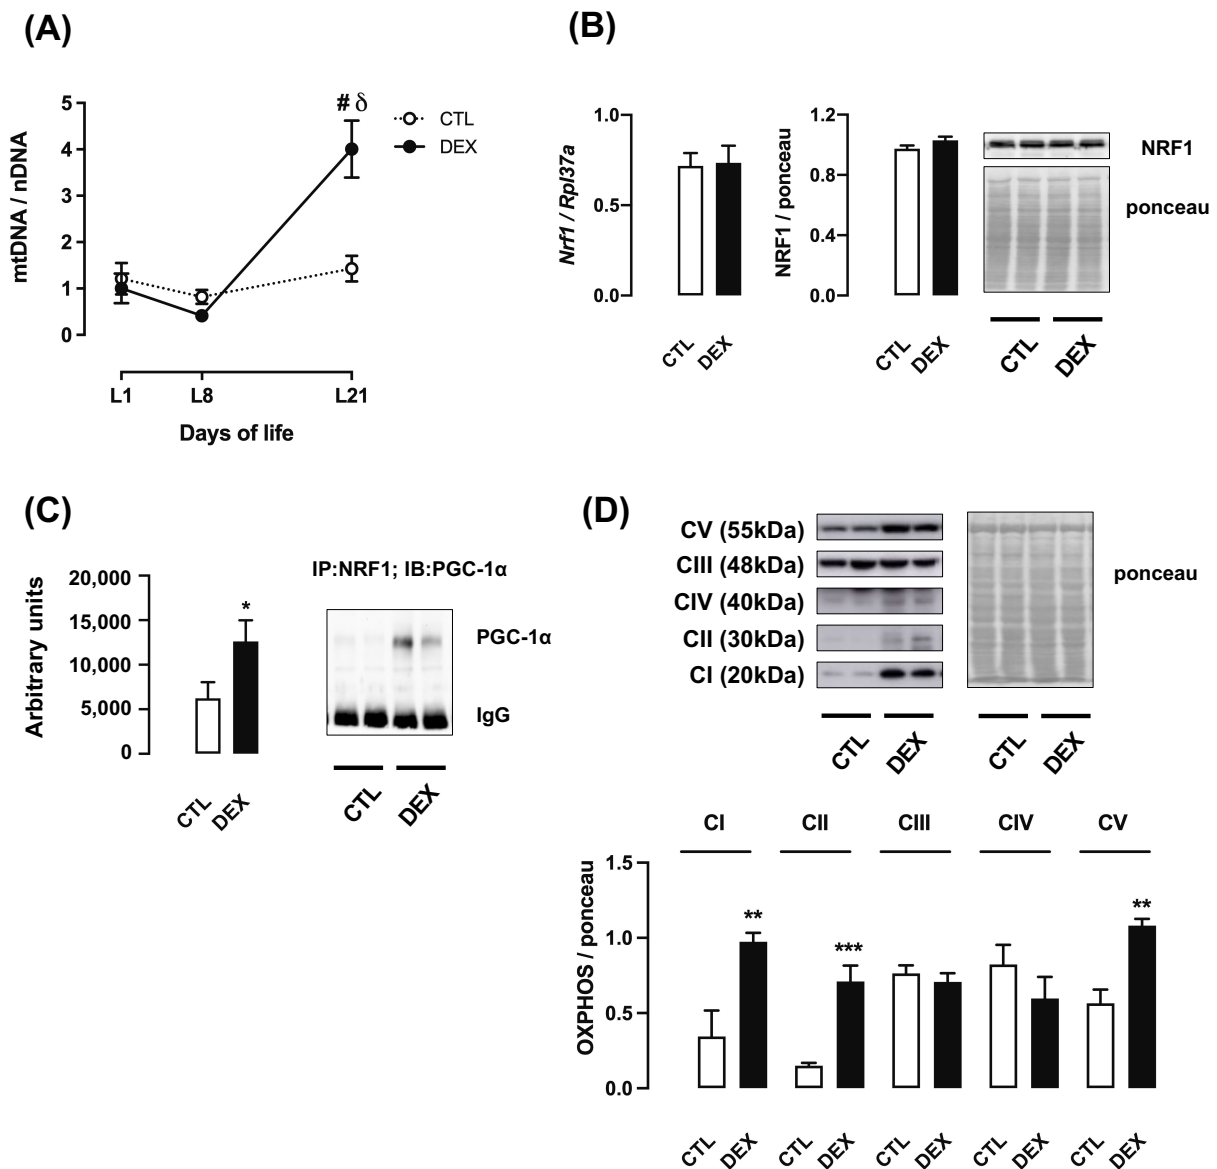 (A)
mtDNA / nDNA
5
4
3
2
1
0
# δ
CTL
DEX
L1 L8 L21
Days of life
(B)
Nrf1 / Rpl37a
1.0
0.5
0.0
CTL DEX
NRF1 / ponceau
1.2
0.8
0.4
0.0
CTL DEX
NRF1
ponceau
CTL DEX
(C)
Arbitrary units
20,000
15,000
10,000
5,000
0
*
CTL DEX
IP:NRF1; IB:PGC-1α
PGC-1α
IgG
CTL DEX
(D)
CV (55kDa)
CIII (48kDa)
CIV (40kDa)
CII (30kDa)
CI (20kDa)
CTL DEX
ponceau
CTL DEX
CI CII CIII CIV CV
OXPHOS / ponceau
1.5
1.0
0.5
0.0
** *** **
CTL DEX CTL DEX CTL DEX CTL DEX CTL DEX